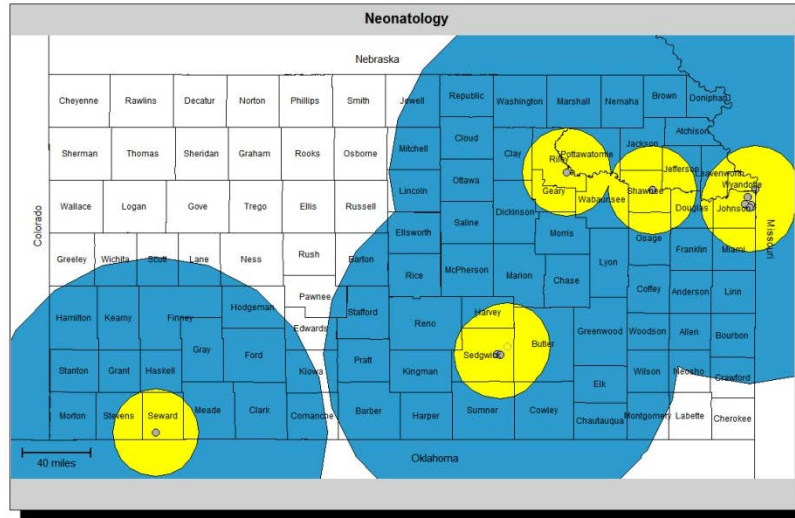 Neonatology
Nebraska
Cheyenne Rawlins Decatur Norton Phillips Smith Jewell Republic Washington Marshall Nemaha Brown Doniphan
Atchison
Sherman Thomas Sheridan Graham Rooks Osborne Mitchell Cloud Clay Riley Pottawatomie Jackson
Jefferson Leavenworth
Wyandotte
Lincoln Ottawa
Wallace Logan Gove Trego Ellis Russell Dickinson Geary Wabaunsee Shawnee Douglas Johnson
Colorado
Missouri
Saline
Ellsworth Morris Osage Franklin Miami
Greeley Wichita Scott Lane Ness Rush Barton Rice McPherson Marion Chase Lyon
Pawnee
Coffey Anderson Linn
Hamilton Kearny Finney Hodgeman Edwards Stafford Reno Harvey
Gray Ford Greenwood Woodson Allen Bourbon
Stanton Grant Haskell Kiowa Pratt Kingman Sedgwick Butler
Elk Wilson Neosho Crawford
Morton Stevens Seward Meade Clark Comanche Barber Harper Sumner Cowley Chautauqua Montgomery Labette Cherokee
40 miles
Oklahoma